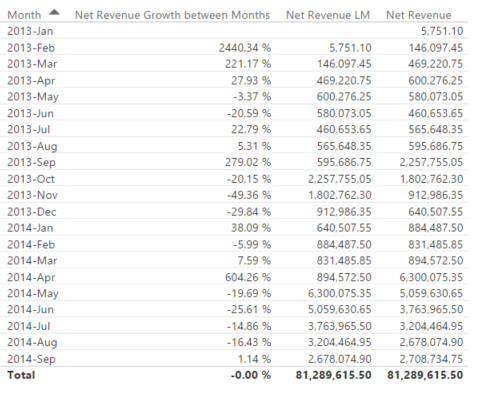 Month Net Revenue Growth between Months Net Revenue LM Net Revenue
2013-Jan 5,751.10
2013-Feb 2440.34 % 5,751.10 146,097.45
2013-Mar 221.17 % 146,097.45 469,220.75
2013-Apr 27.93 % 469,220.75 600,276.25
2013-May -3.37 % 600,276.25 580,073.05
2013-Jun -20.59 % 580,073.05 460,653.65
2013-Jul 22.79 % 460,653.65 565,648.35
2013-Aug 5.31 % 565,648.35 595,686.75
2013-Sep 279.02 % 595,686.75 2,257,755.05
2013-Oct -20.15 % 2,257,755.05 1,802,762.30
2013-Nov -49.36 % 1,802,762.30 912,986.35
2013-Dec -29.84 % 912,986.35 640,507.55
2014-Jan 38.09 % 640,507.55 884,487.50
2014-Feb -5.99 % 884,487.50 831,485.85
2014-Mar 7.59 % 831,485.85 894,572.50
2014-Apr 604.26 % 894,572.50 6,300,075.35
2014-May -19.69 % 6,300,075.35 5,059,630.65
2014-Jun -25.61 % 5,059,630.65 3,763,965.50
2014-Jul -14.86 % 3,763,965.50 3,204,464.95
2014-Aug -16.43 % 3,204,464.95 2,678,074.90
2014-Sep 1.14 % 2,678,074.90 2,708,734.75
Total -0.00 % 81,289,615.50 81,289,615.50